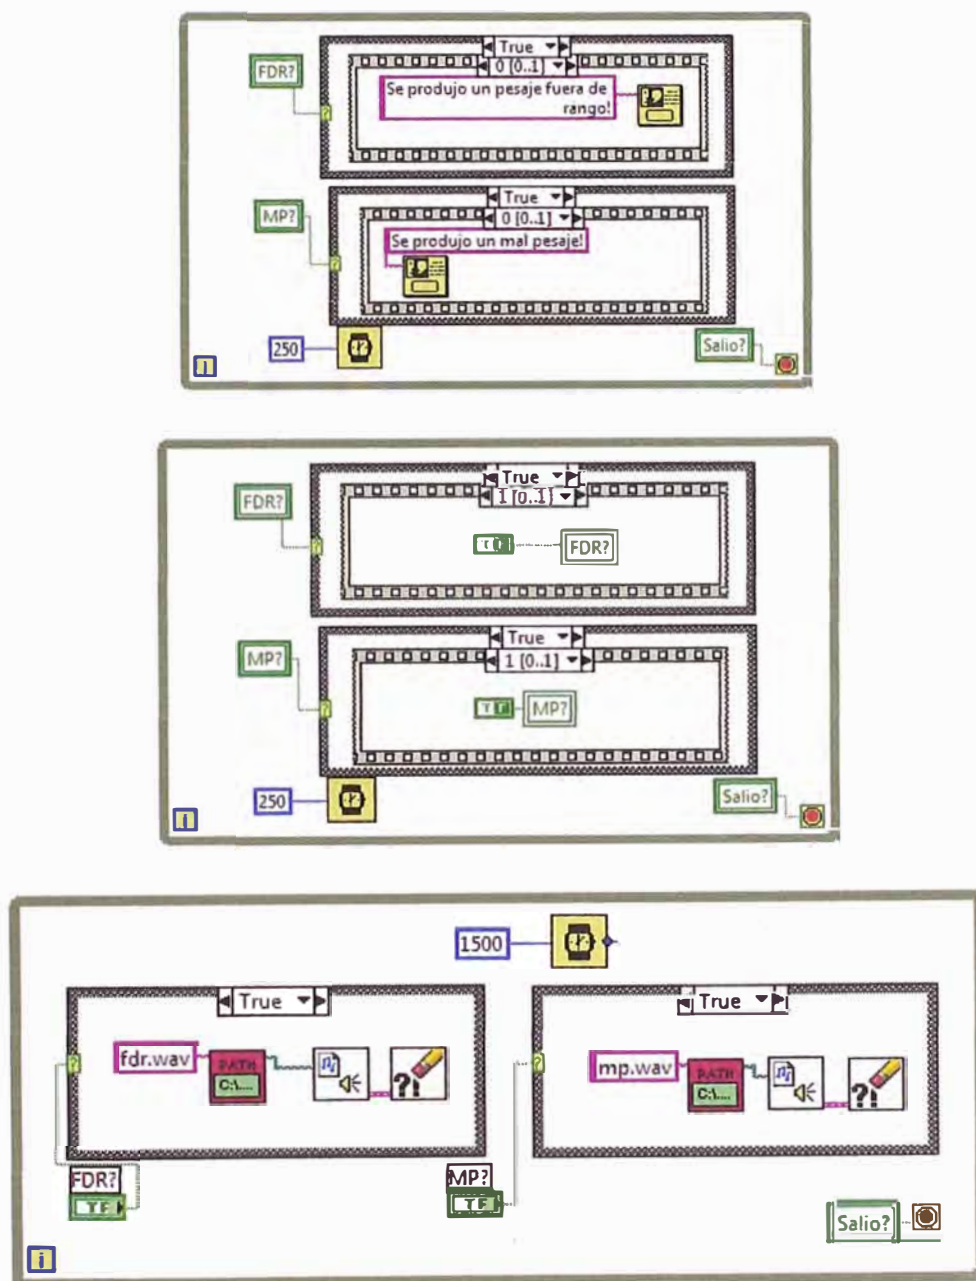 True
0 [0..1]
FDR?
Se produjo un pesaje fuera de
rango!
True
0 [0..1]
MP?
Se produjo un mal pesaje!
250
Salio?
i
True
1 [0..1]
FDR?
FDR?
True
1 [0..1]
MP?
MP?
250
Salio?
i
1500
True
True
fdr.wav
PATH
C:\....
?!
mp.wav
PATH
C:\....
?!
FDR?
TF
MP?
TF
Salio?
i